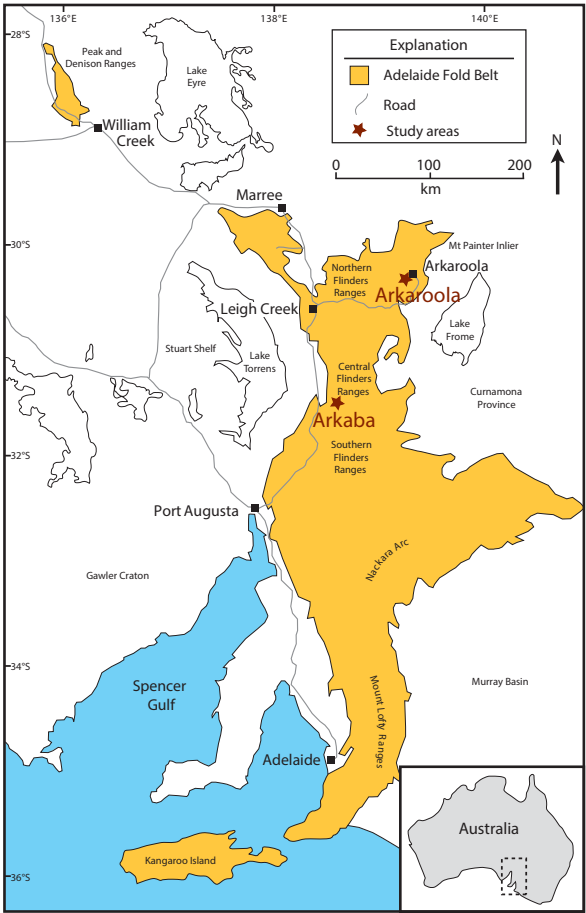 136°E
138°E
140°E
28°S
30°S
32°S
34°S
36°S
Explanation
Adelaide Fold Belt
Road
Study areas
0
100
200
km
N
Peak and
Denison Ranges
Lake
Eyre
William
Creek
Marree
Mt Painter Inlier
Northern
Flinders
Ranges
Arkaroola
Arkaroola
Leigh Creek
Lake
Frome
Stuart Shelf
Lake
Torrens
Central
Flinders
Ranges
Curnamona
Province
Arkaba
Southern
Flinders
Ranges
Port Augusta
Nackara Arc
Gawler Craton
Spencer
Gulf
Mount Lofty Ranges
Murray Basin
Adelaide
Australia
Kangaroo Island